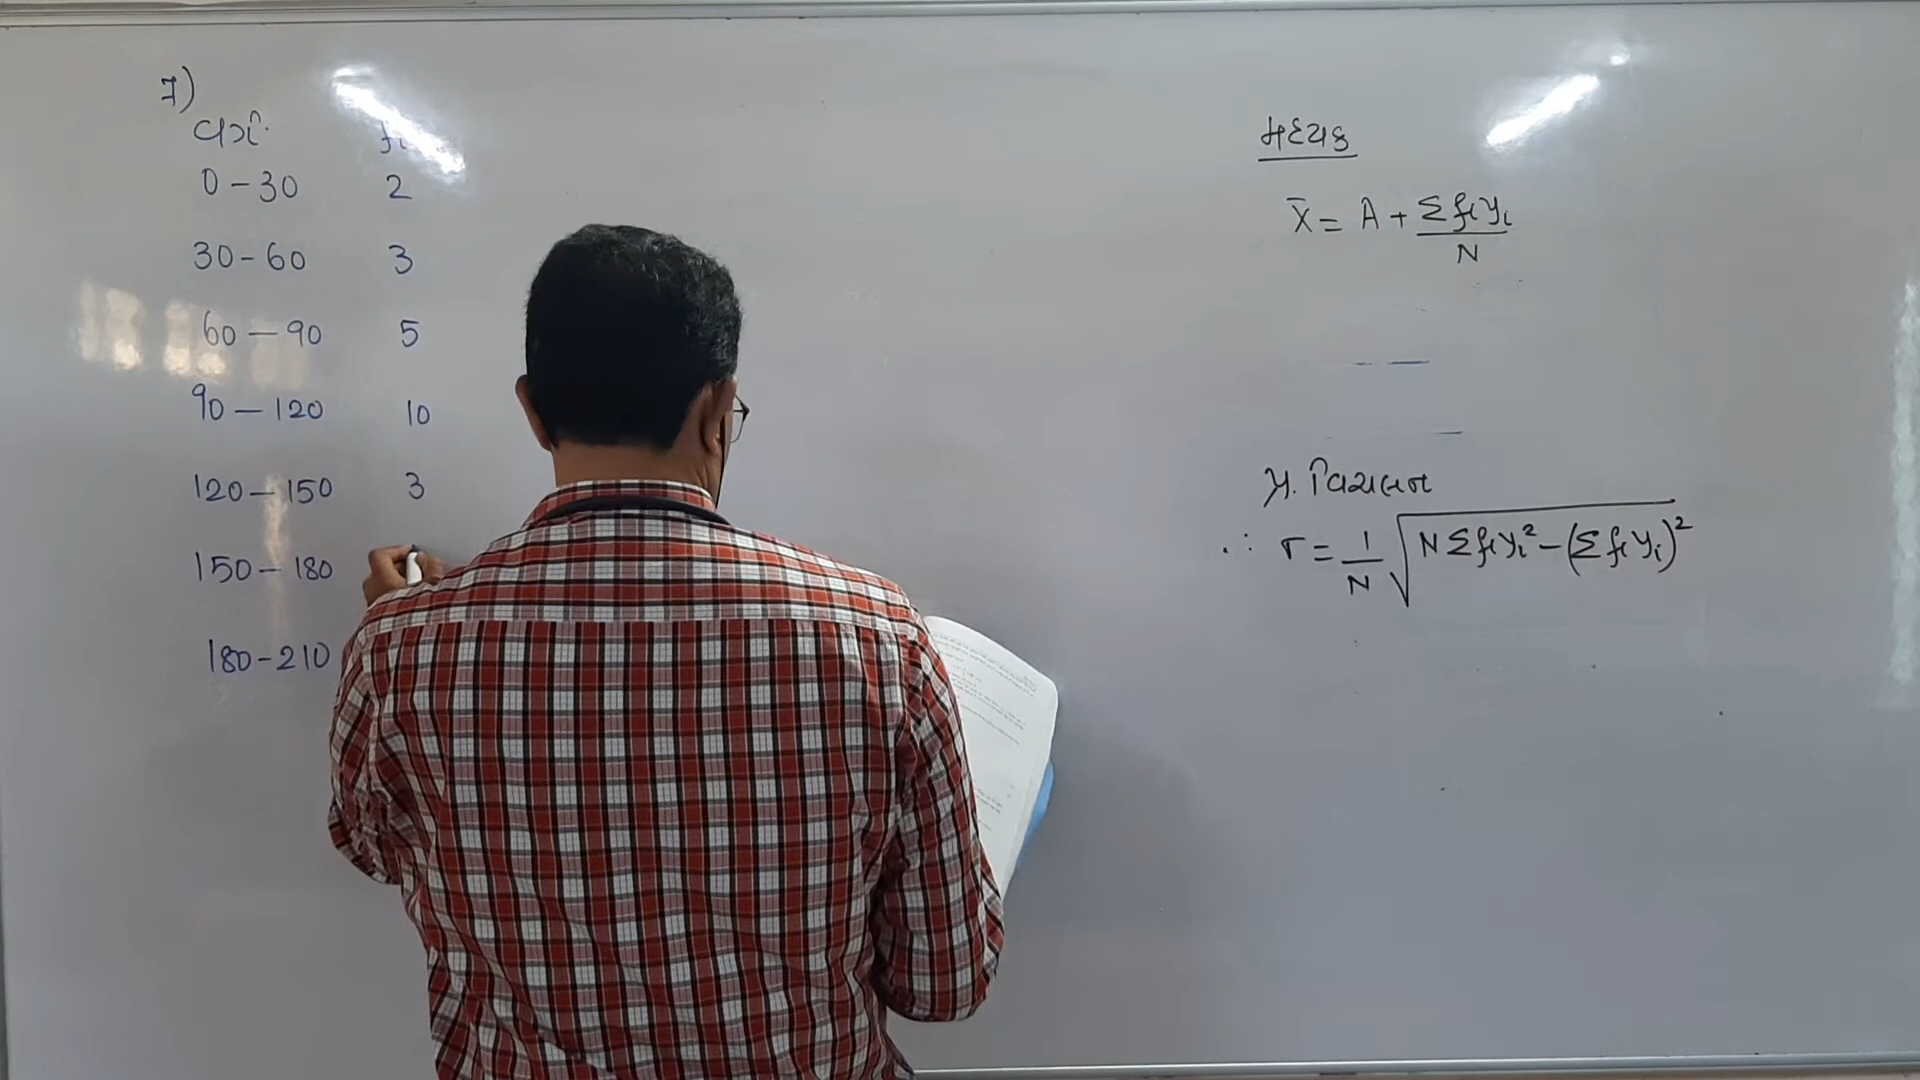 7)
વર્ગ fi
0 - 30 2
30 - 60 3
60 - 90 5
90 - 120 10
120 - 150 3
150 - 180
180 - 210
મધ્યક
x̄ = A + Σfiyi / N
પ્ર. વિચલન
∴ σ = 1/N √(NΣfiyi² - (Σfiyi)²)